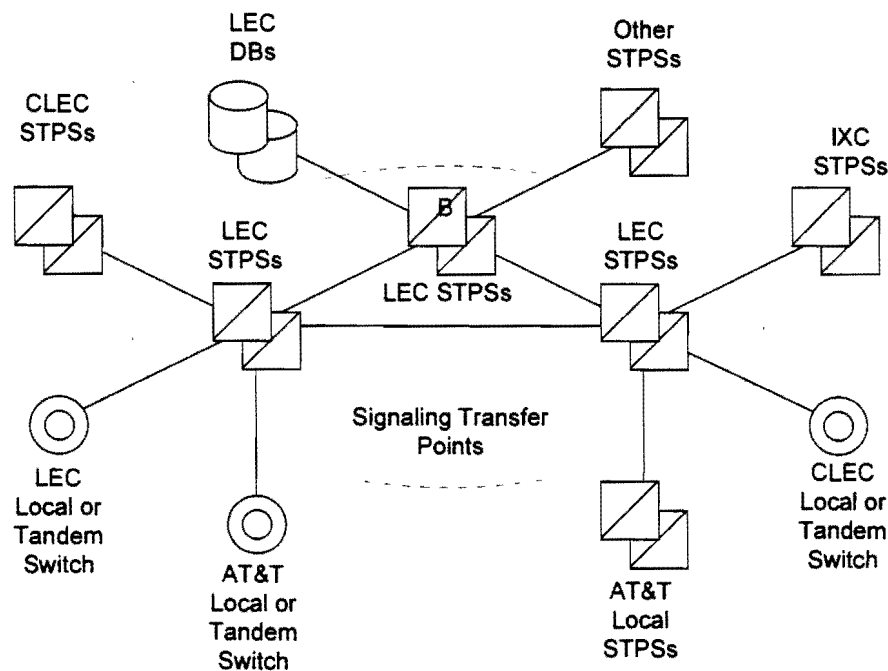 LEC
DBs
Other
STPSs
CLEC
STPSs
IXC
STPSs
B
LEC
STPSs
LEC
STPSs
LEC STPSs
Signaling Transfer
Points
LEC
Local or
Tandem
Switch
CLEC
Local or
Tandem
Switch
AT&T
Local or
Tandem
Switch
AT&T
Local
STPSs